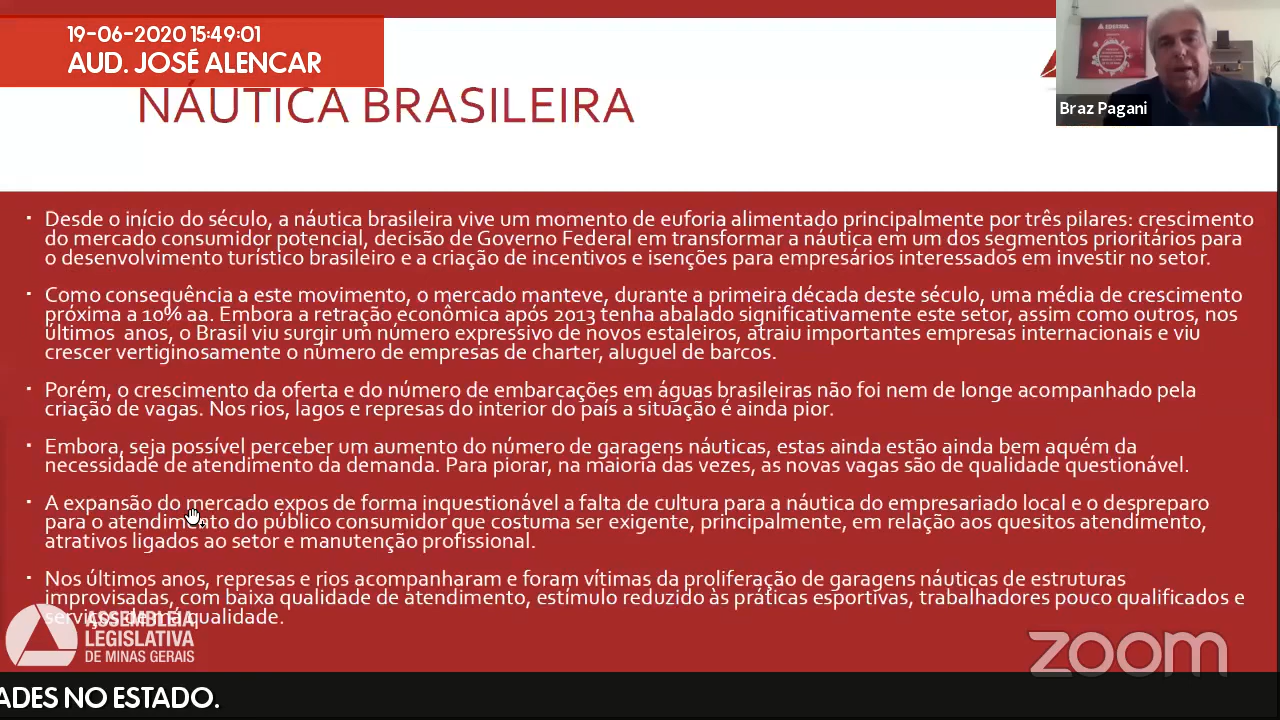 19-06-2020 15:49:01
AUD. JOSÉ ALENCAR
Braz Pagani
NÁUTICA BRASILEIRA
▪ Desde o início do século, a náutica brasileira vive um momento de euforia alimentado principalmente por três pilares: crescimento
do mercado consumidor potencial, decisão de Governo Federal em transformar a náutica em um dos segmentos prioritários para
o desenvolvimento turístico brasileiro e a criação de incentivos e isenções para empresários interessados em investir no setor.
▪ Como consequência a este movimento, o mercado manteve, durante a primeira década deste século, uma média de crescimento
próxima a 10% aa. Embora a retração econômica após 2013 tenha abalado significativamente este setor, assim como outros, nos
últimos anos, o Brasil viu surgir um número expressivo de novos estaleiros, atraiu importantes empresas internacionais e viu
crescer vertiginosamente o número de empresas de charter, aluguel de barcos.
▪ Porém, o crescimento da oferta e do número de embarcações em águas brasileiras não foi nem de longe acompanhado pela
criação de vagas. Nos rios, lagos e represas do interior do país a situação é ainda pior.
▪ Embora, seja possível perceber um aumento do número de garagens náuticas, estas ainda estão ainda bem aquém da
necessidade de atendimento da demanda. Para piorar, na maioria das vezes, as novas vagas são de qualidade questionável.
▪ A expansão do mercado expos de forma inquestionável a falta de cultura para a náutica do empresariado local e o despreparo
para o atendimento do público consumidor que costuma ser exigente, principalmente, em relação aos quesitos atendimento,
atrativos ligados ao setor e manutenção profissional.
▪ Nos últimos anos, represas e rios acompanharam e foram vítimas da proliferação de garagens náuticas de estruturas
improvisadas, com baixa qualidade de atendimento, estímulo reduzido às práticas esportivas, trabalhadores pouco qualificados e
serviços de má qualidade.
ASSEMBLEIA
LEGISLATIVA
DE MINAS GERAIS
zoom
ADES NO ESTADO.